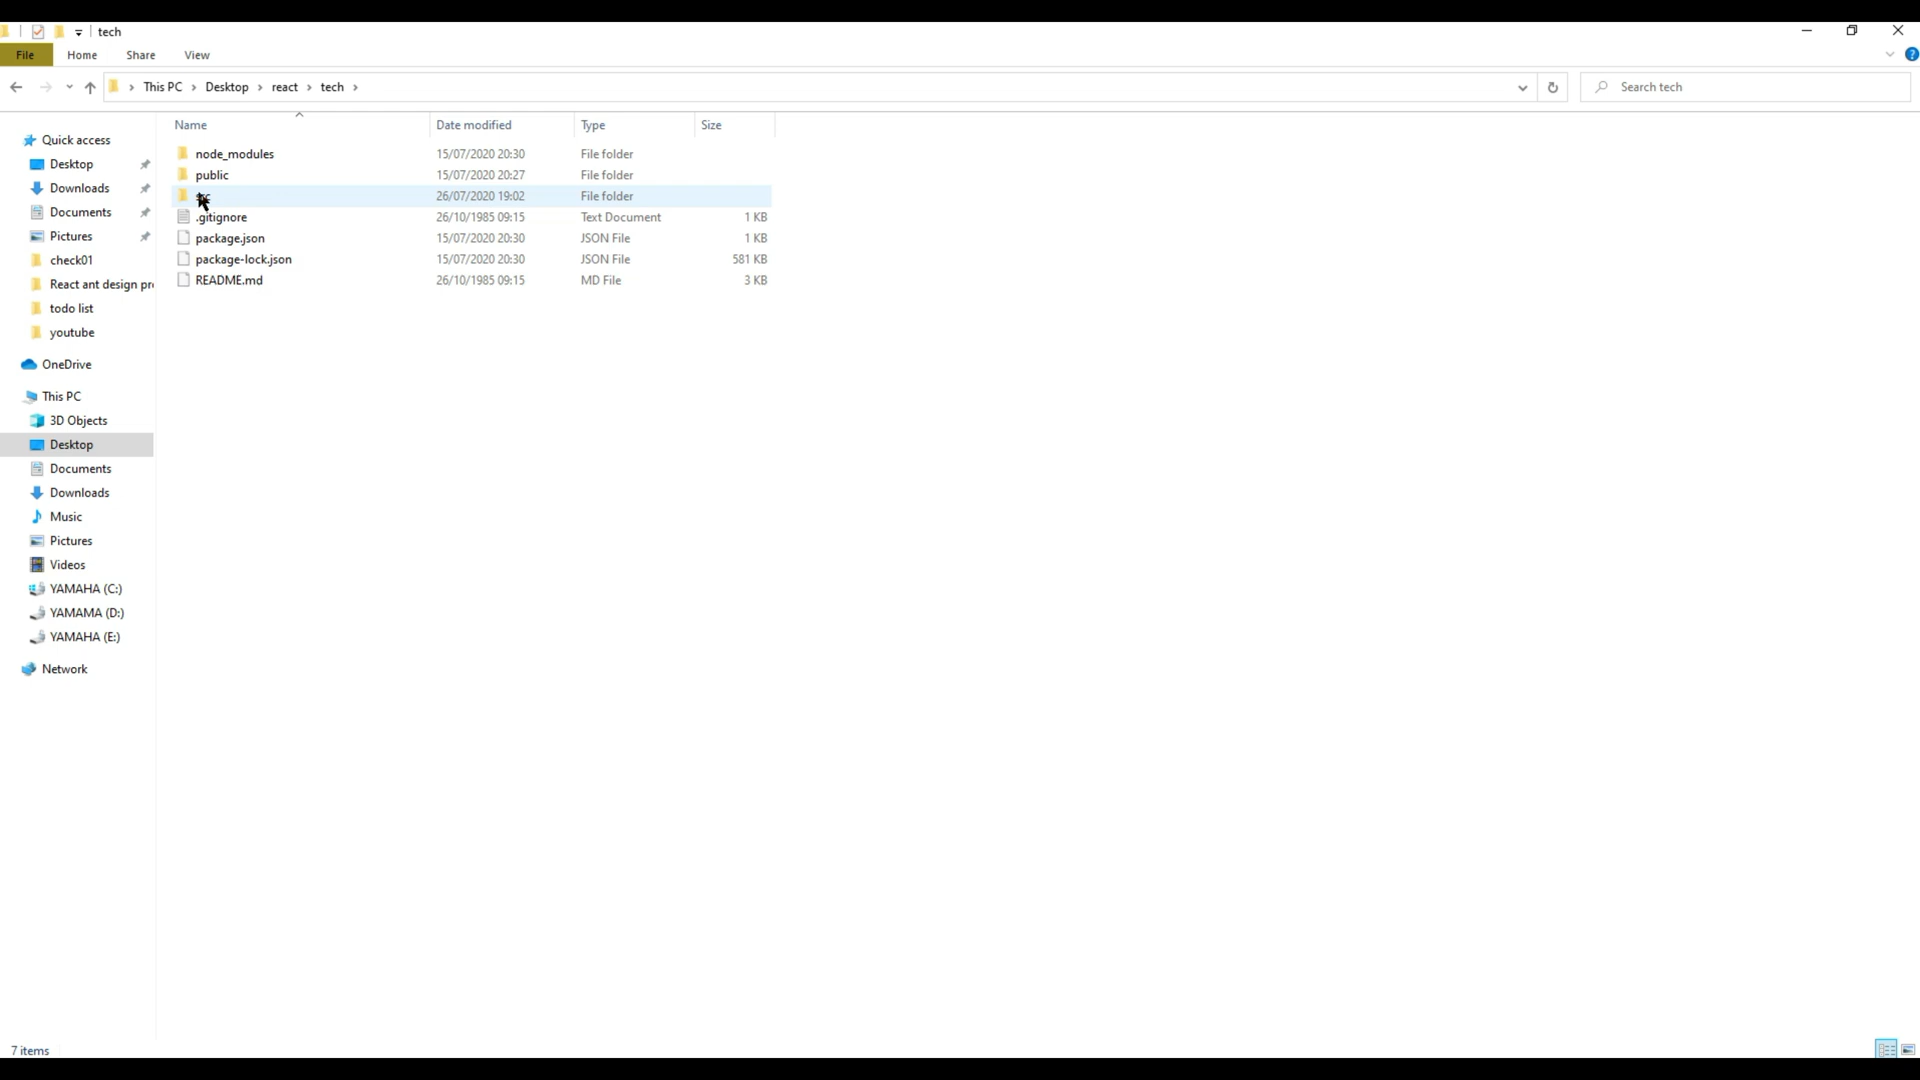 tech
File Home Share View
This PC Desktop react tech
Search tech
Name Date modified Type Size
node_modules 15/07/2020 20:30 File folder
public 15/07/2020 20:27 File folder
26/07/2020 19:02 File folder
.gitignore 26/10/1985 09:15 Text Document 1 KB
package.json 15/07/2020 20:30 JSON File 1 KB
package-lock.json 15/07/2020 20:30 JSON File 581 KB
README.md 26/10/1985 09:15 MD File 3 KB
Quick access
Desktop
Downloads
Documents
Pictures
check01
React ant design pr
todo list
youtube
OneDrive
This PC
3D Objects
Desktop
Documents
Downloads
Music
Pictures
Videos
YAMAHA (C:)
YAMAMA (D:)
YAMAHA (E:)
Network
7 items